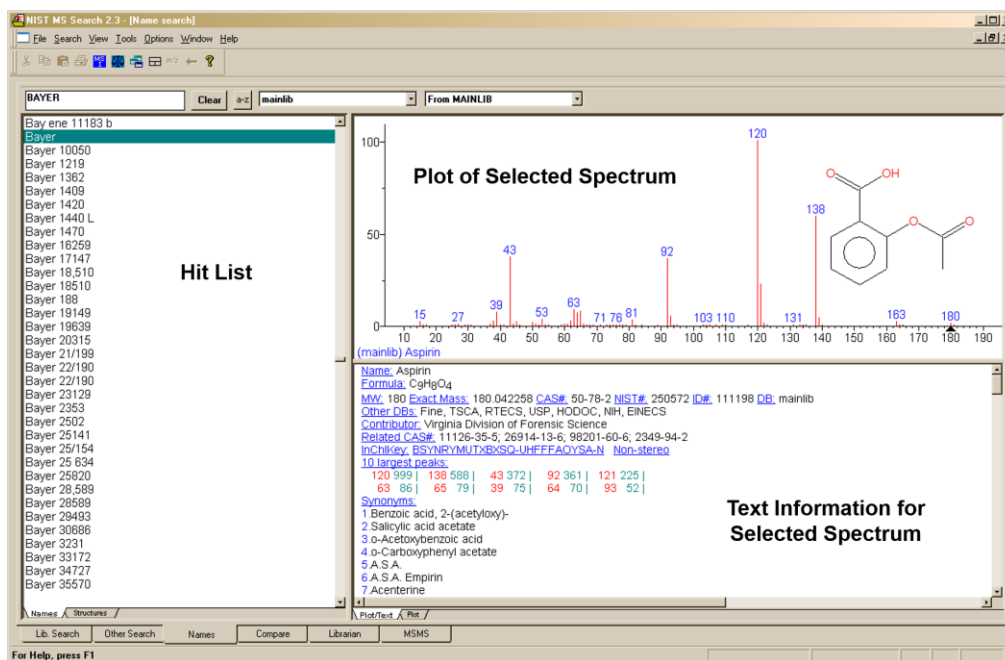 NIST MS Search 2.3 - [Name search]
File Search View Tools Options Window Help
BAYER
Clear
a-z
mainlib
From MAINLIB
Bay ene 11183 b
Bayer
Bayer 10050
Bayer 1219
Bayer 1362
Bayer 1409
Bayer 1420
Bayer 1440 L
Bayer 1470
Bayer 16259
Bayer 17147
Bayer 18,510
Bayer 18510
Bayer 188
Bayer 19149
Bayer 19639
Bayer 20315
Bayer 21/199
Bayer 22/190
Bayer 22/190
Bayer 23129
Bayer 2353
Bayer 2502
Bayer 25141
Bayer 25/154
Bayer 25 634
Bayer 25820
Bayer 28,589
Bayer 28589
Bayer 29493
Bayer 30686
Bayer 3231
Bayer 33172
Bayer 34727
Bayer 35570
Hit List
Names
Structures
Plot of Selected Spectrum
100
50
0
15 27 39 43 53 63 71 76 81 92 103 110 120 131 138 163 180
O
OH
O
O
10 20 30 40 50 60 70 80 90 100 110 120 130 140 150 160 170 180 190
(mainlib) Aspirin
Name: Aspirin
Formula: C9H8O4
MW: 180 Exact Mass: 180.042258 CAS#: 50-78-2 NIST#: 250572 ID#: 111198 DB: mainlib
Other DBs: Fine, TSCA, RTECS, USP, HODOC, NIH, EINECS
Contributor: Virginia Division of Forensic Science
Related CAS#: 11126-35-5; 26914-13-6; 98201-60-6; 2349-94-2
InChIKey: BSYNRYMUTXBXSQ-UHFFFAOYSA-N Non-stereo
10 largest peaks:
120 999 | 138 588 | 43 372 | 92 361 | 121 225 |
63 86 | 65 79 | 39 75 | 64 70 | 93 52 |
Synonyms:
1.Benzoic acid, 2-(acetyloxy)-
2.Salicylic acid acetate
3.o-Acetoxybenzoic acid
4.o-Carboxyphenyl acetate
5.A.S.A.
6.A.S.A. Empirin
7.Acenterine
Text Information for
Selected Spectrum
Plot/Text
Plot
Lib. Search
Other Search
Names
Compare
Librarian
MSMS
For Help, press F1